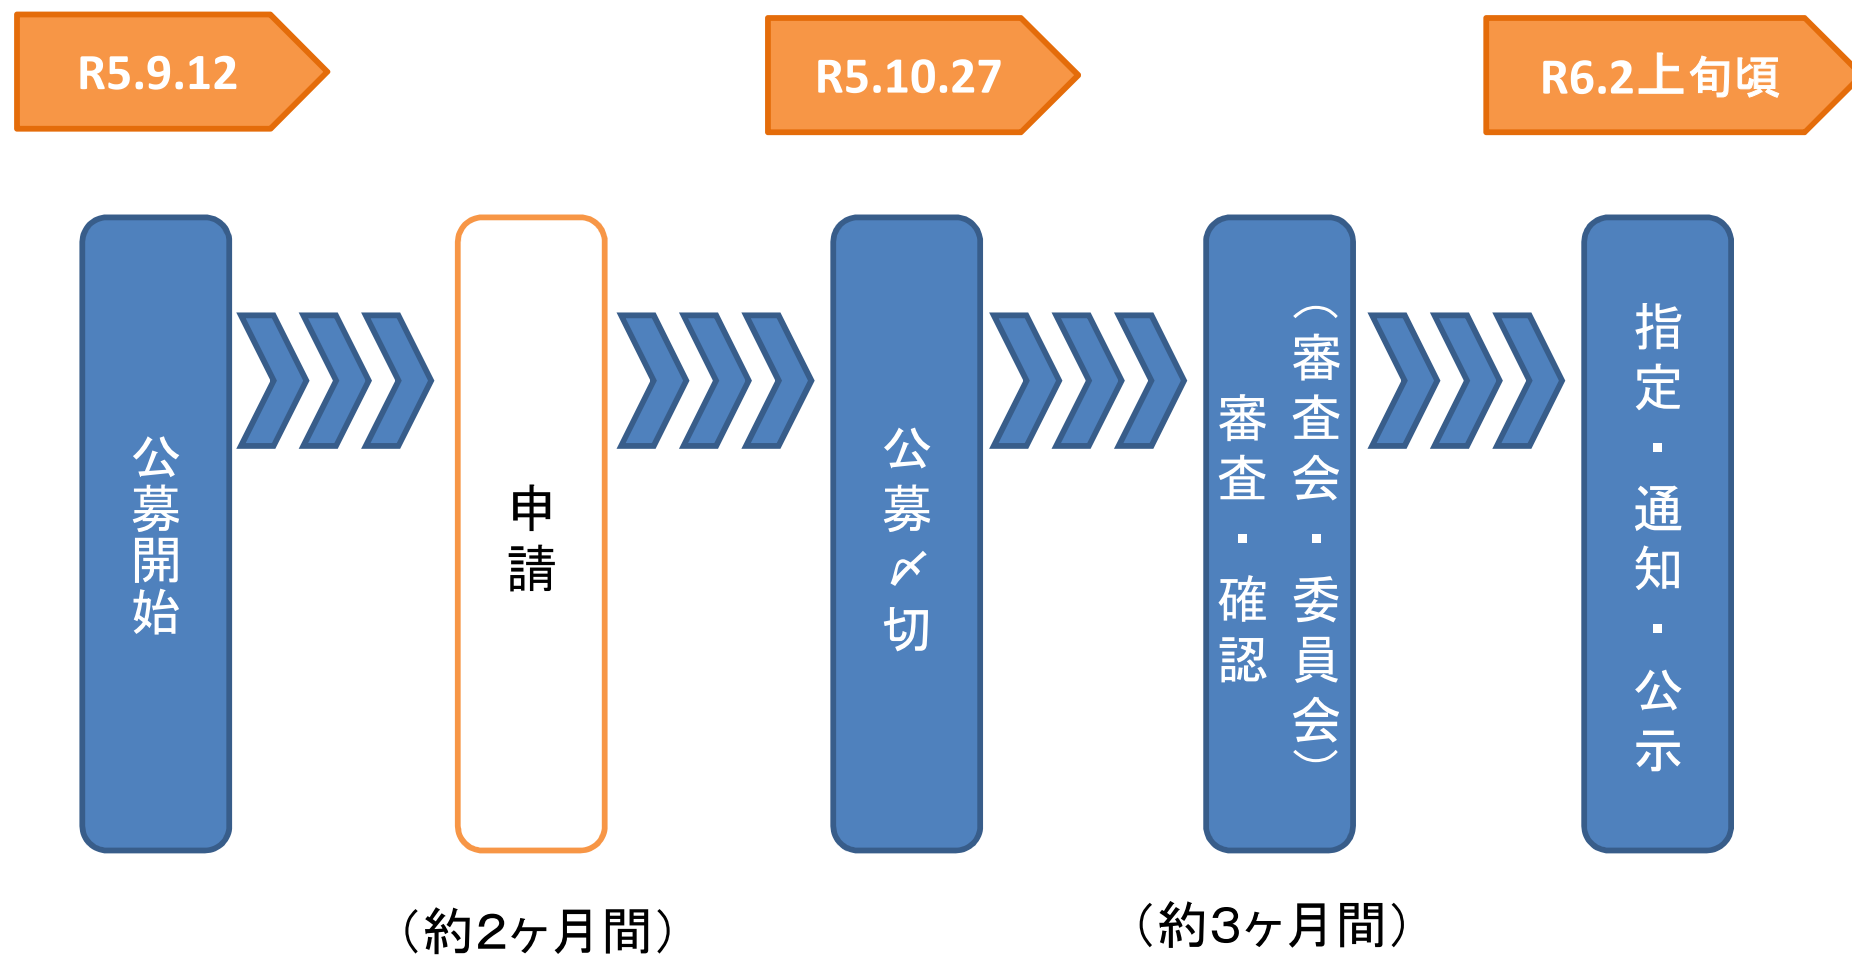 R5.9.12
R5.10.27
R6.2上旬頃
公募開始
申請
公募〆切
（審査会・委員会）
審査・確認
指定・通知・公示
（約2ヶ月間）
（約3ヶ月間）